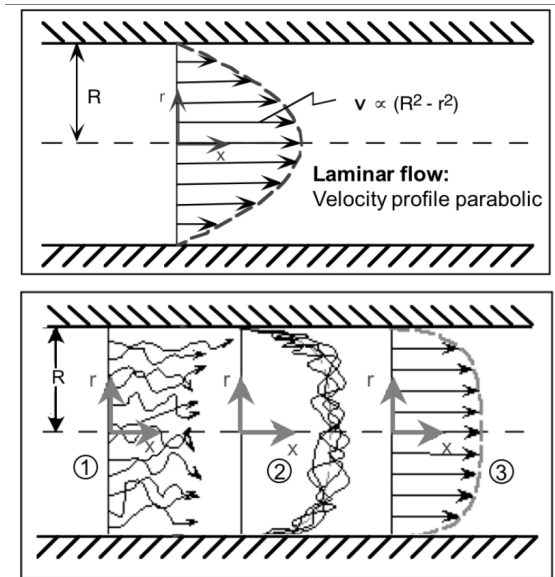 R
r
v ∝ (R² - r²)
x
Laminar flow:
Velocity profile parabolic
R
r
r
r
x
x
x
①
②
③